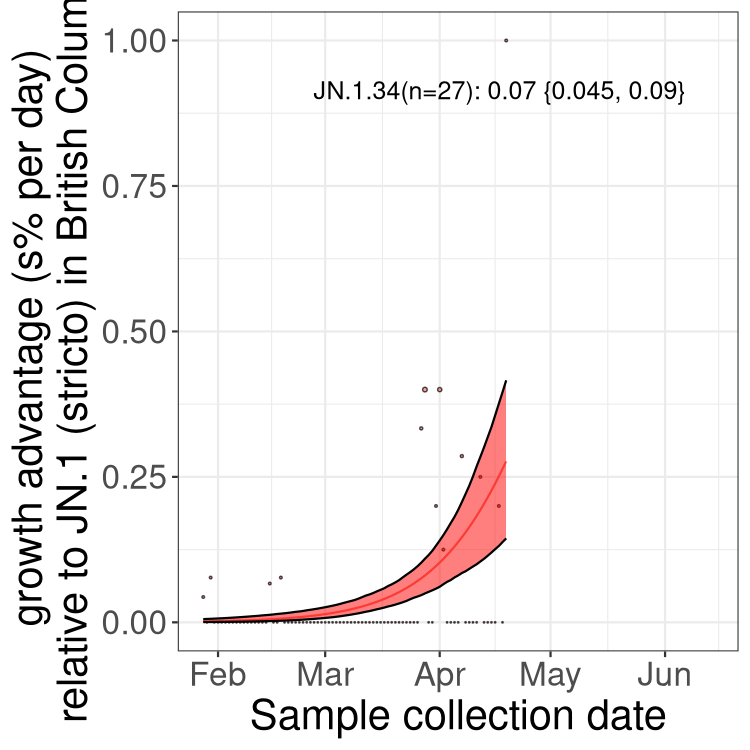 growth advantage (s% per day)
relative to JN.1 (stricto) in British Colum
1.00
0.75
0.50
0.25
0.00
JN.1.34(n=27): 0.07 {0.045, 0.09}
Feb Mar Apr May Jun
Sample collection date